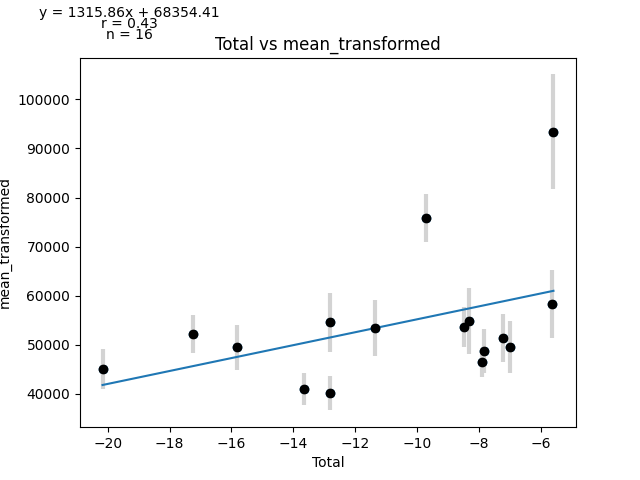 y = 1315.86x + 68354.41
r = 0.43
n = 16
Total vs mean_transformed
mean_transformed
100000
90000
80000
70000
60000
50000
40000
−20
−18
−16
−14
−12
−10
−8
−6
Total